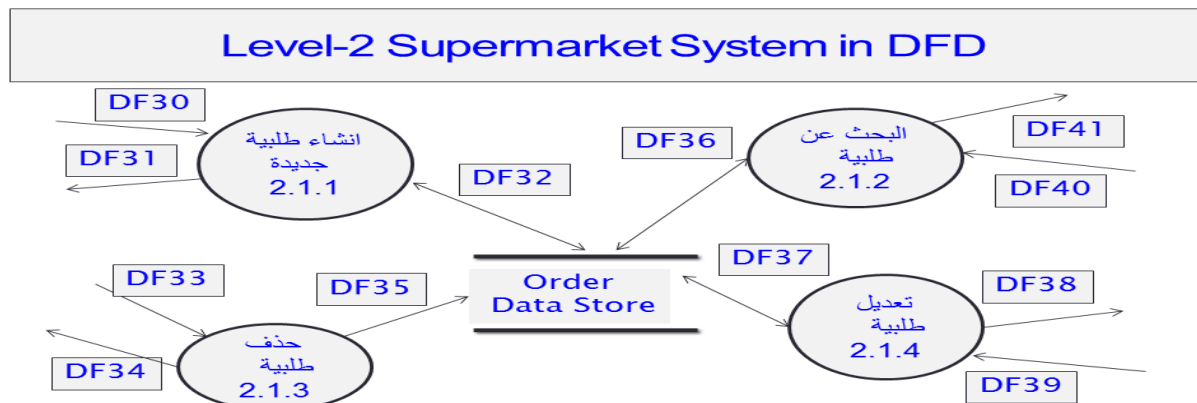 Level-2 Supermarket System in DFD
DF30
انشاء طلبية
جديدة
2.1.1
DF31
DF32
DF36
البحث عن
طلبية
2.1.2
DF41
DF40
DF33
DF35
Order
Data Store
DF37
حذف
طلبية
2.1.3
DF34
تعديل
طلبية
2.1.4
DF38
DF39